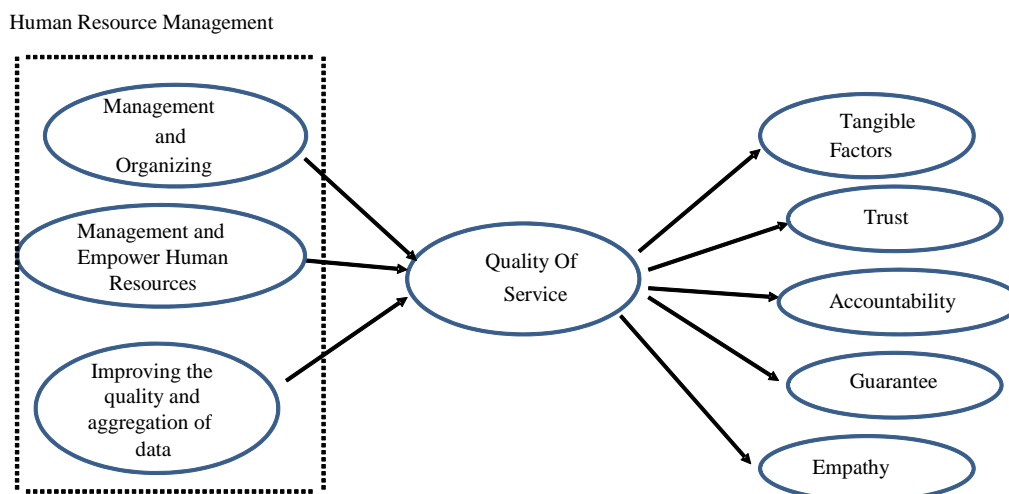 Human Resource Management
Management
and
Organizing
Management and
Empower Human
Resources
Improving the
quality and
aggregation of
data
Quality Of
Service
Tangible
Factors
Trust
Accountability
Guarantee
Empathy